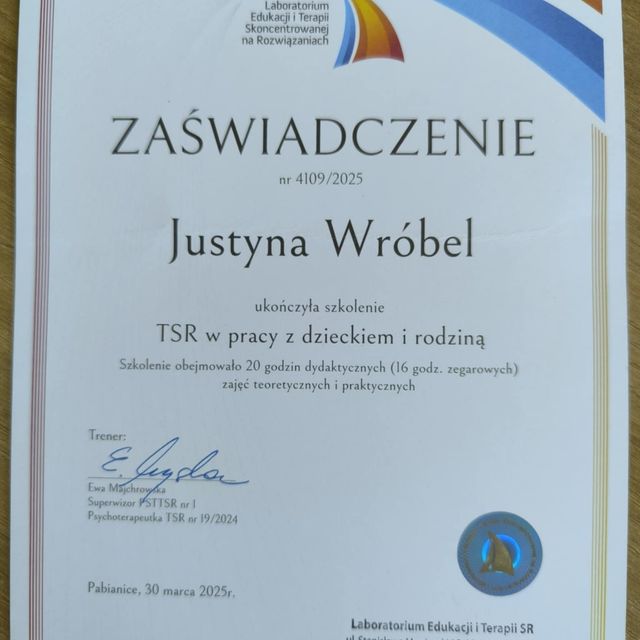 Laboratorium
Edukacji i Terapii
Skoncentrowanej
na Rozwiązaniach
ZAŚWIADCZENIE
nr 4109/2025
Justyna Wróbel
ukończyła szkolenie
TSR w pracy z dzieckiem i rodziną
Szkolenie obejmowało 20 godzin dydaktycznych (16 godz. zegarowych)
zajęć teoretycznych i praktycznych
Trener:
Ewa Majchrowska
Superwizor PSTTSR nr 1
Psychoterapeutka TSR nr 19/2024
Pabianice, 30 marca 2025r.
Laboratorium Edukacji i Terapii SR